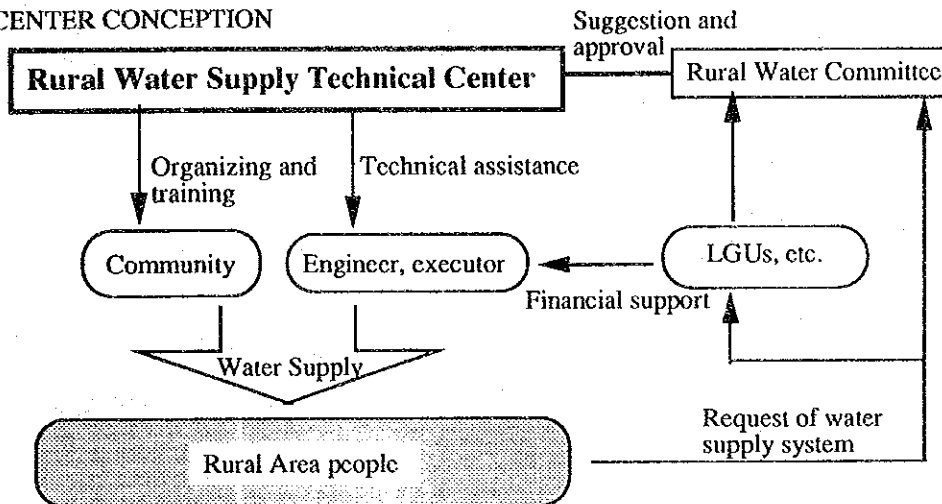 CENTER CONCEPTION
Suggestion and
approval
Rural Water Supply Technical Center
Rural Water Committee
Organizing and
training
Technical assistance
Community
Engineer, executor
LGUs, etc.
Financial support
Water Supply
Request of water
supply system
Rural Area people